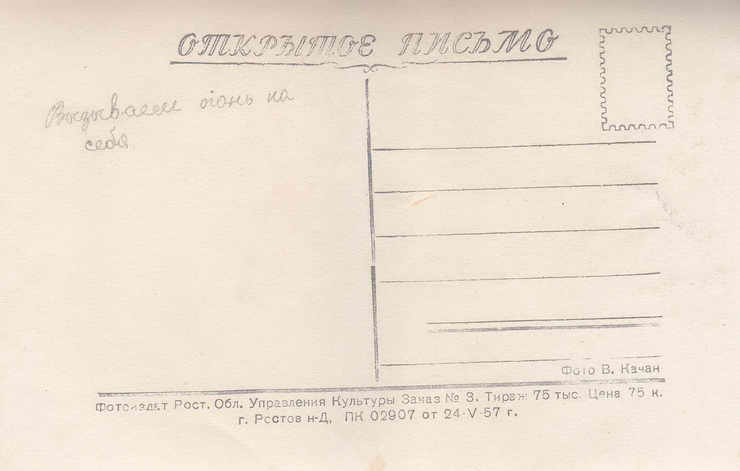 ОТКРЫТОЕ ПИСЬМО
Вызываем огонь на
себя
Фото В. Качан
Фотоиздат Рост. Обл. Управления Культуры Заказ № 3. Тираж 75 тыс. Цена 75 к.
г. Ростов н-Д, ПК 02907 от 24-V-57 г.